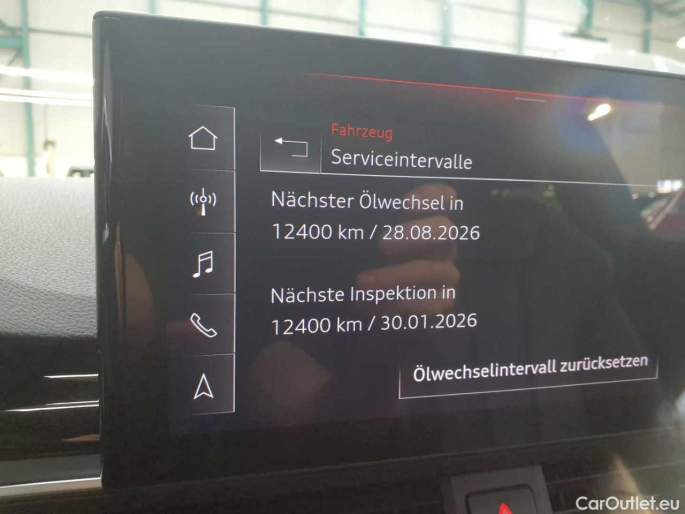 Fahrzeug
Serviceintervalle
Nächster Ölwechsel in
12400 km / 28.08.2026
Nächste Inspektion in
12400 km / 30.01.2026
Ölwechselintervall zurücksetzen
CarOutlet.eu